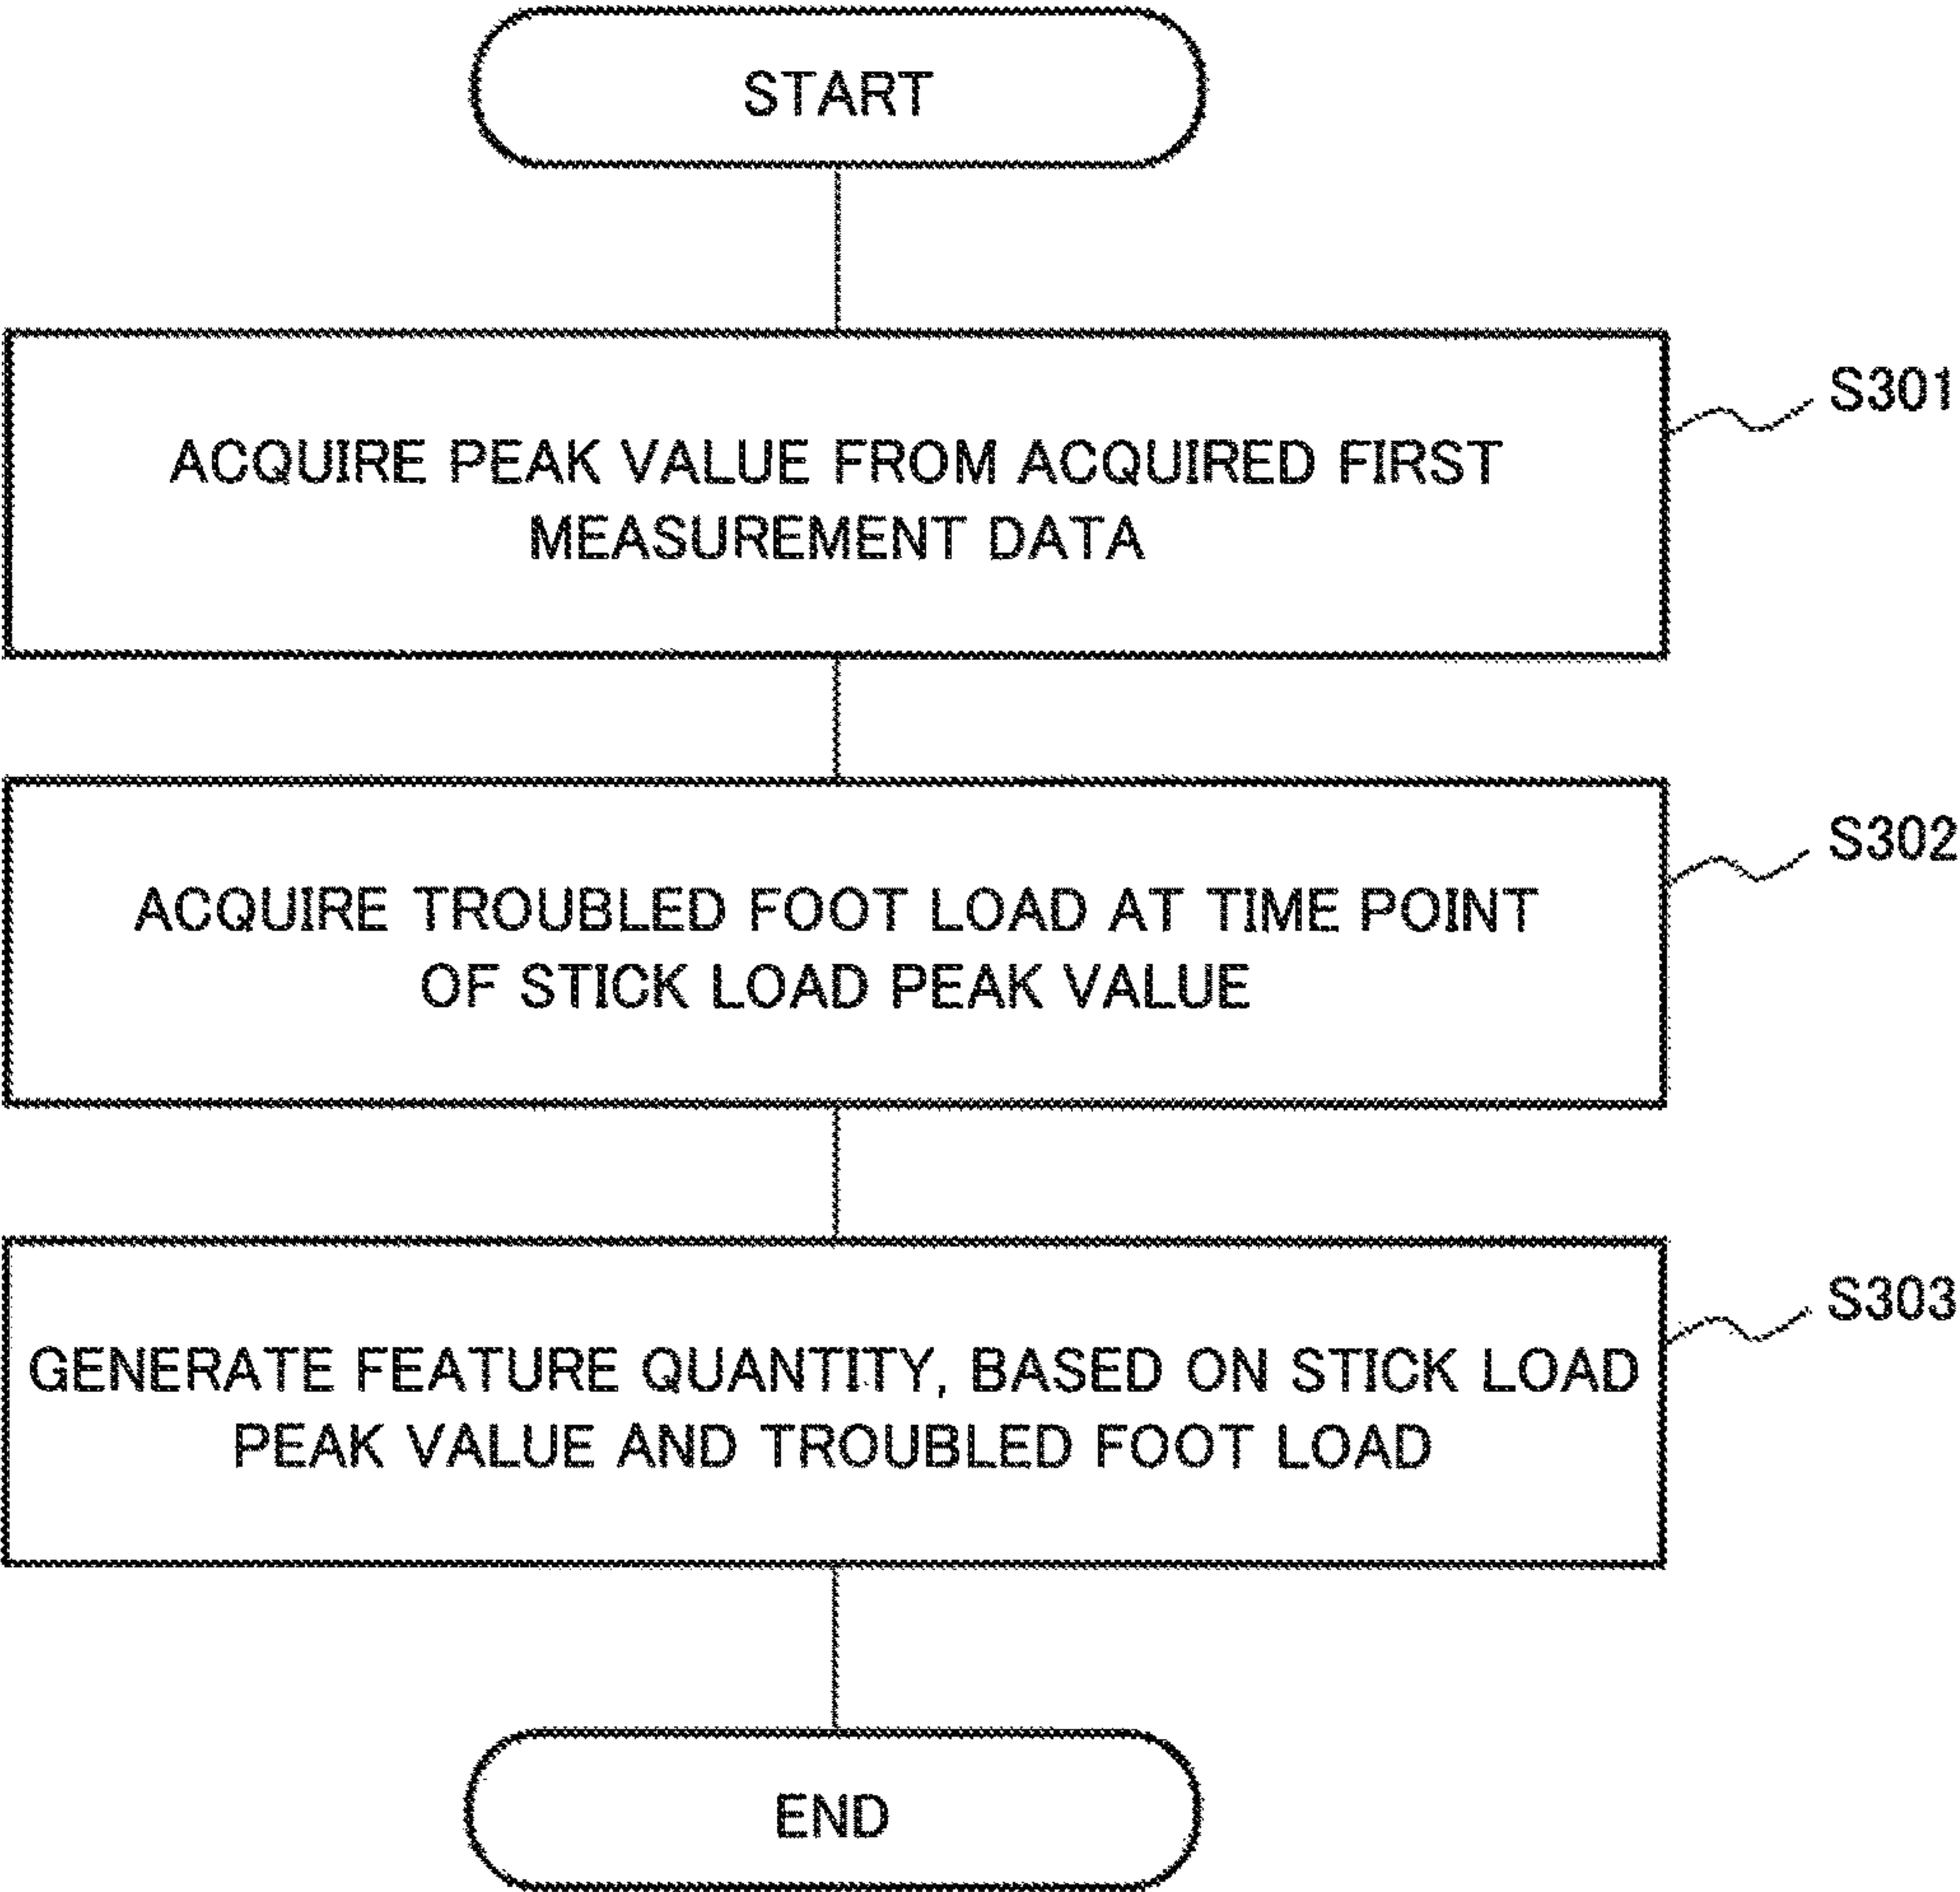 START
S301
ACQUIRE PEAK VALUE FROM ACQUIRED FIRST
MEASUREMENT DATA
S302
ACQUIRE TROUBLED FOOT LOAD AT TIME POINT
OF STICK LOAD PEAK VALUE
S303
GENERATE FEATURE QUANTITY, BASED ON STICK LOAD
PEAK VALUE AND TROUBLED FOOT LOAD
END